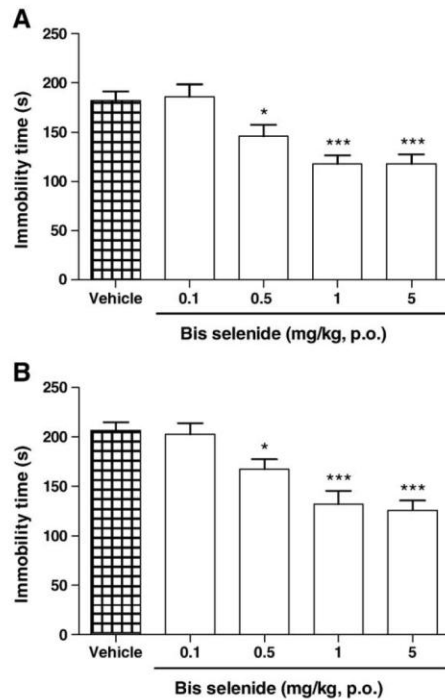 A
250
200
150
100
50
0
Immobility time (s)
*
***
***
Vehicle 0.1 0.5 1 5
Bis selenide (mg/kg, p.o.)
B
250
200
150
100
50
0
Immobility time (s)
*
***
***
Vehicle 0.1 0.5 1 5
Bis selenide (mg/kg, p.o.)